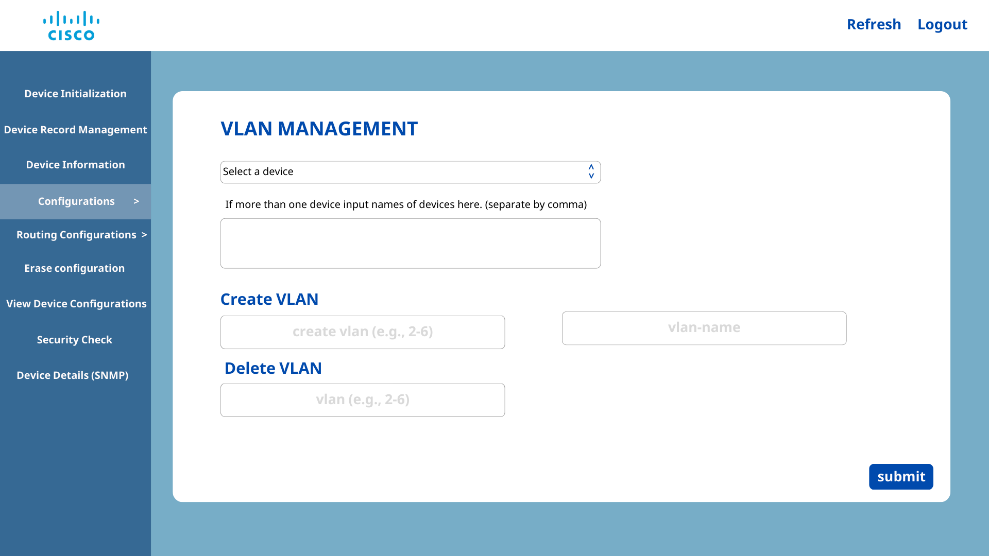 CISCO
Refresh Logout
Device Initialization
Device Record Management
Device Information
Configurations >
Routing Configurations >
Erase configuration
View Device Configurations
Security Check
Device Details (SNMP)
VLAN MANAGEMENT
Select a device
If more than one device input names of devices here. (separate by comma)
Create VLAN
create vlan (e.g., 2-6)
vlan-name
Delete VLAN
vlan (e.g., 2-6)
submit